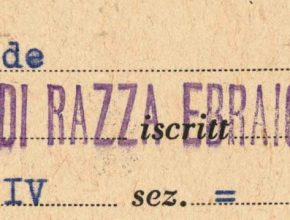 de
DI RAZZA EBRAIC
iscritt
IV sez. =